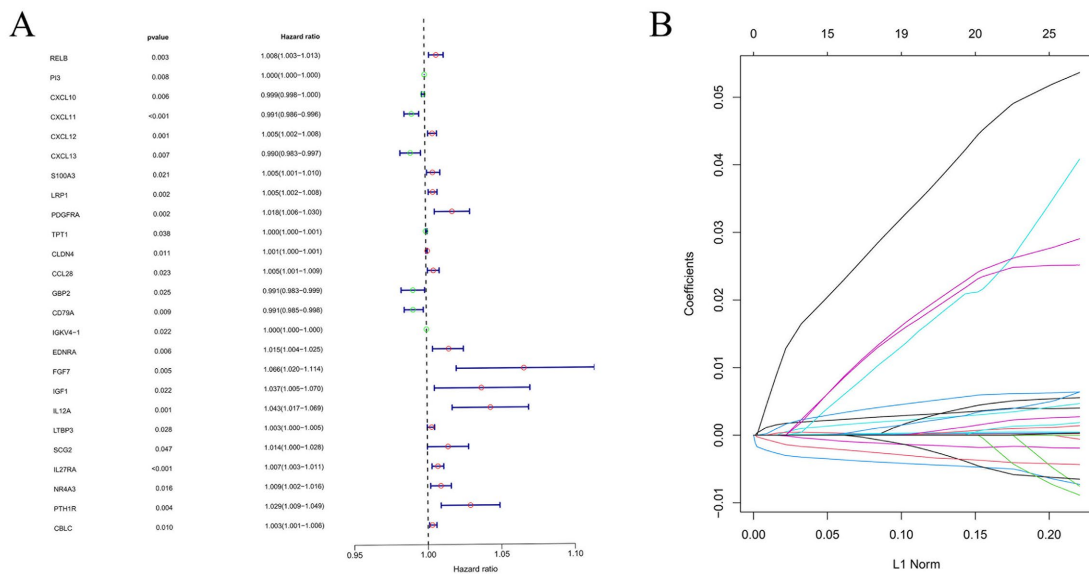 A
pvalue Hazard ratio
RELB 0.003 1.008(1.003−1.013)
PI3 0.008 1.000(1.000−1.000)
CXCL10 0.006 0.999(0.998−1.000)
CXCL11 <0.001 0.991(0.986−0.996)
CXCL12 0.001 1.005(1.002−1.008)
CXCL13 0.007 0.990(0.983−0.997)
S100A3 0.021 1.005(1.001−1.010)
LRP1 0.002 1.005(1.002−1.008)
PDGFRA 0.002 1.018(1.006−1.030)
TPT1 0.038 1.000(1.000−1.001)
CLDN4 0.011 1.001(1.000−1.001)
CCL28 0.023 1.005(1.001−1.009)
GBP2 0.025 0.991(0.983−0.999)
CD79A 0.009 0.991(0.985−0.998)
IGKV4−1 0.022 1.000(1.000−1.000)
EDNRA 0.006 1.015(1.004−1.025)
FGF7 0.005 1.066(1.020−1.114)
IGF1 0.022 1.037(1.005−1.070)
IL12A 0.001 1.043(1.017−1.069)
LTBP3 0.028 1.003(1.000−1.005)
SCG2 0.047 1.014(1.000−1.028)
IL27RA <0.001 1.007(1.003−1.011)
NR4A3 0.016 1.009(1.002−1.016)
PTH1R 0.004 1.029(1.009−1.049)
CBLC 0.010 1.003(1.001−1.006)
0.95 1.00 1.05 1.10
Hazard ratio
B
0 15 19 20 25
0.05
0.04
0.03
0.02
0.01
0.00
−0.01
Coefficients
0.00 0.05 0.10 0.15 0.20
L1 Norm